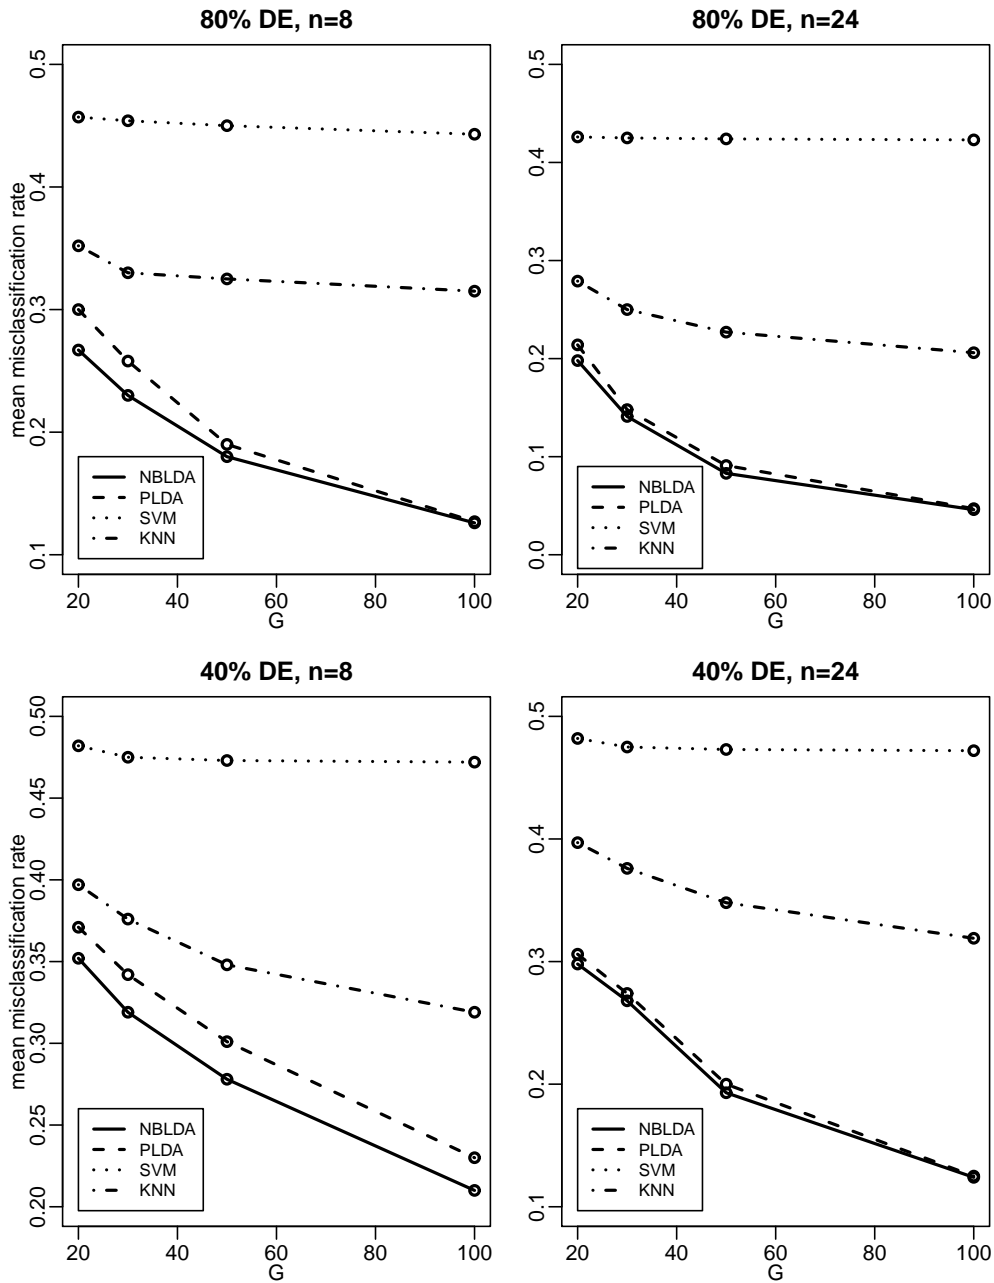 80% DE, n=8
mean misclassification rate
0.5
0.4
0.3
0.2
0.1
NBLDA
PLDA
SVM
KNN
20 40 60 80 100
G
80% DE, n=24
0.5
0.4
0.3
0.2
0.1
0.0
NBLDA
PLDA
SVM
KNN
20 40 60 80 100
G
40% DE, n=8
mean misclassification rate
0.50
0.45
0.40
0.35
0.30
0.25
0.20
NBLDA
PLDA
SVM
KNN
20 40 60 80 100
G
40% DE, n=24
0.5
0.4
0.3
0.2
0.1
NBLDA
PLDA
SVM
KNN
20 40 60 80 100
G